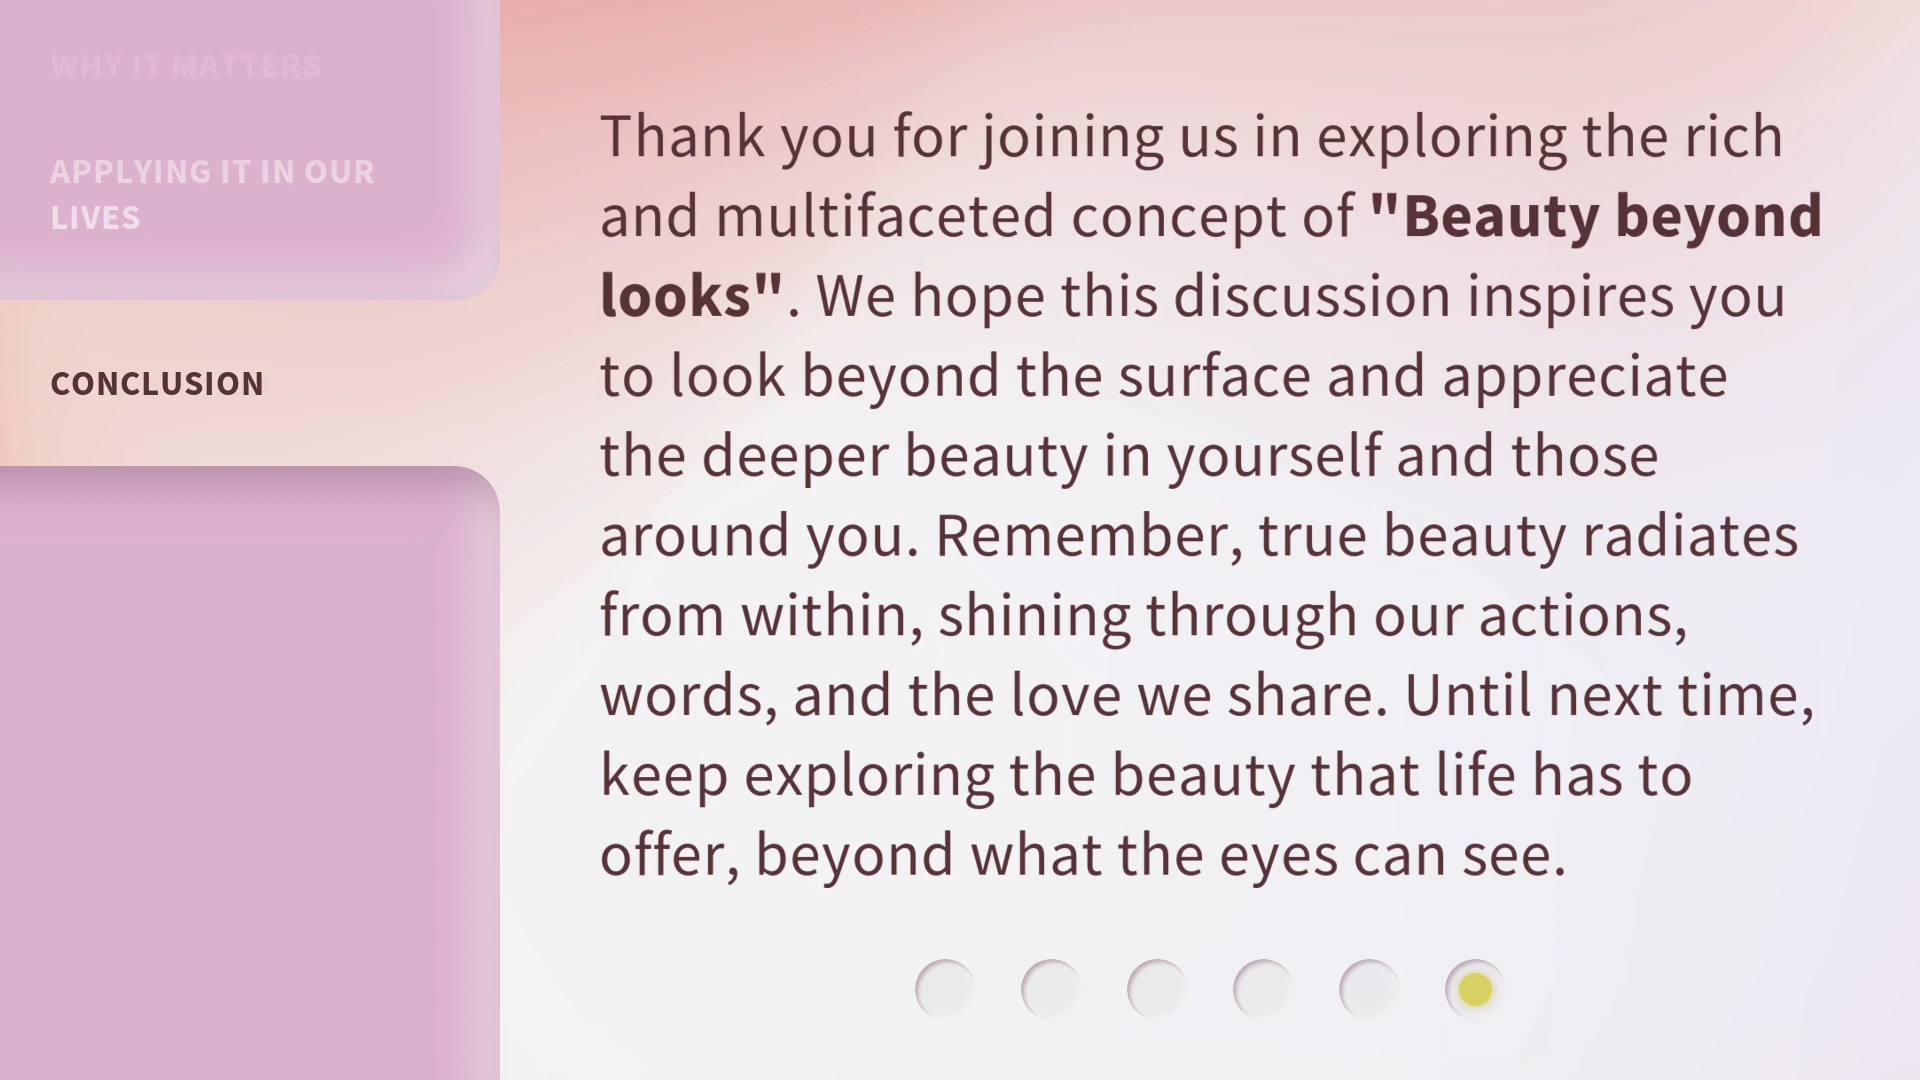 WHY IT MATTERS
APPLYING IT IN OUR
LIVES
CONCLUSION
Thank you for joining us in exploring the rich
and multifaceted concept of "Beauty beyond
looks". We hope this discussion inspires you
to look beyond the surface and appreciate
the deeper beauty in yourself and those
around you. Remember, true beauty radiates
from within, shining through our actions,
words, and the love we share. Until next time,
keep exploring the beauty that life has to
offer, beyond what the eyes can see.